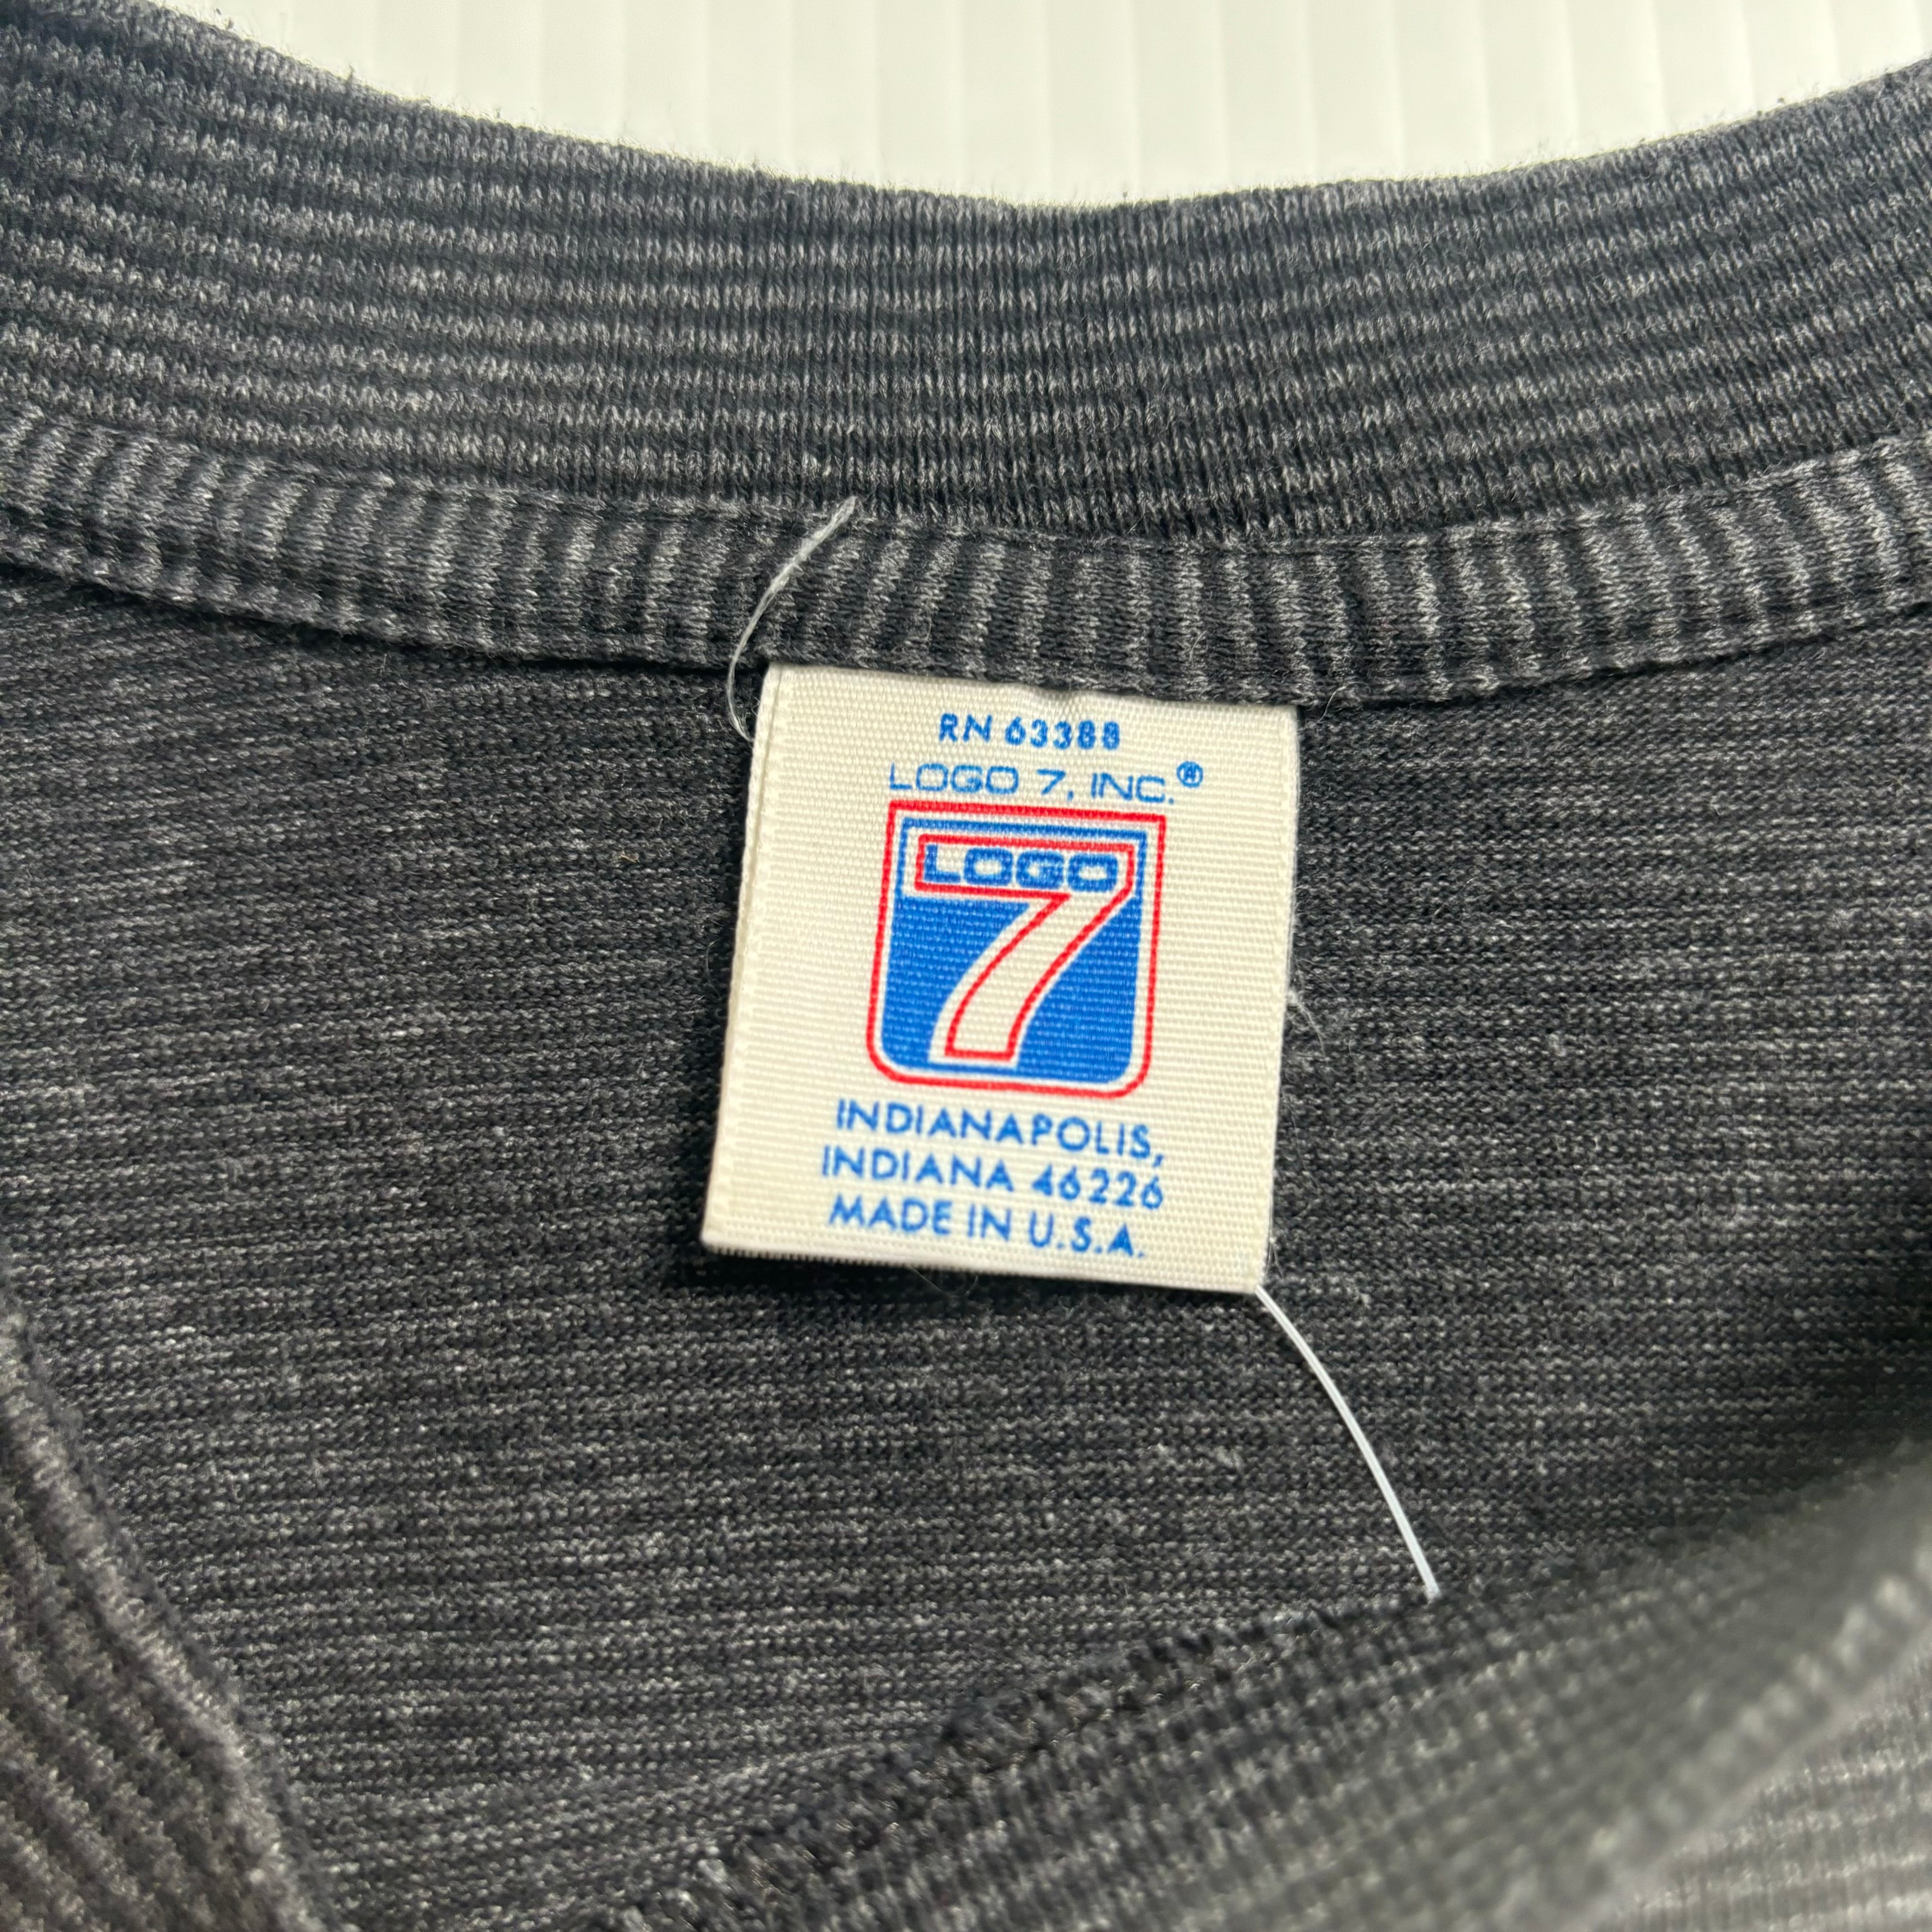 RN 63388
LOGO 7, INC.®
LOGO
7
INDIANAPOLIS,
INDIANA 46226
MADE IN U.S.A.